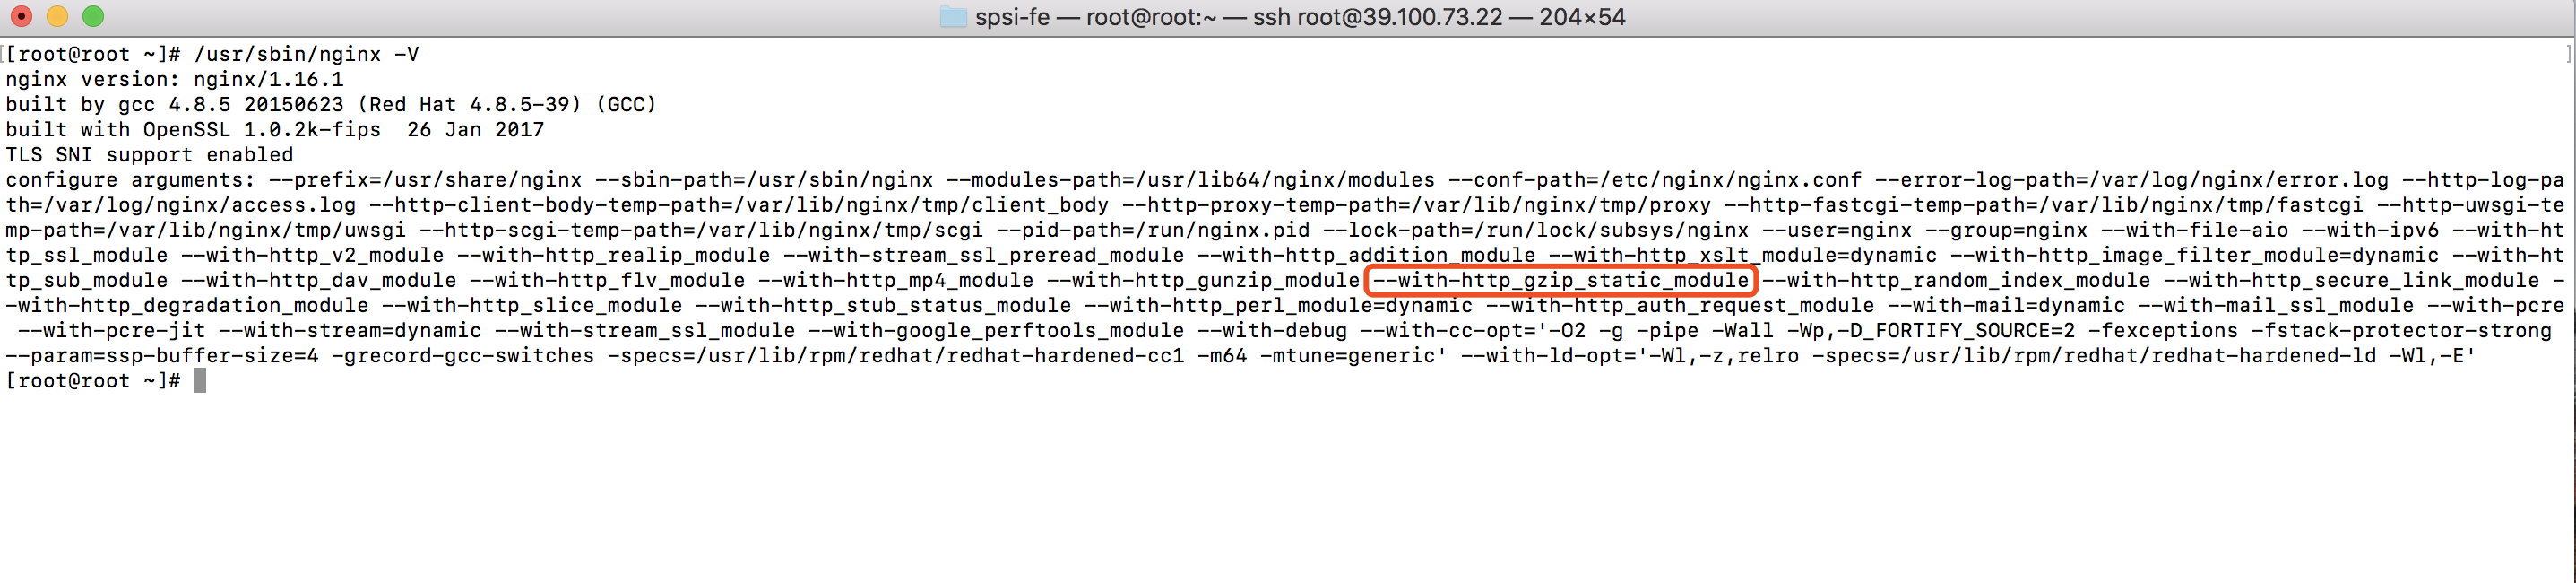 spsi-fe — root@root:~ — ssh root@39.100.73.22 — 204×54
[[root@root ~]# /usr/sbin/nginx -V ]
nginx version: nginx/1.16.1
built by gcc 4.8.5 20150623 (Red Hat 4.8.5-39) (GCC)
built with OpenSSL 1.0.2k-fips  26 Jan 2017
TLS SNI support enabled
configure arguments: --prefix=/usr/share/nginx --sbin-path=/usr/sbin/nginx --modules-path=/usr/lib64/nginx/modules --conf-path=/etc/nginx/nginx.conf --error-log-path=/var/log/nginx/error.log --http-log-pa
th=/var/log/nginx/access.log --http-client-body-temp-path=/var/lib/nginx/tmp/client_body --http-proxy-temp-path=/var/lib/nginx/tmp/proxy --http-fastcgi-temp-path=/var/lib/nginx/tmp/fastcgi --http-uwsgi-te
mp-path=/var/lib/nginx/tmp/uwsgi --http-scgi-temp-path=/var/lib/nginx/tmp/scgi --pid-path=/run/nginx.pid --lock-path=/run/lock/subsys/nginx --user=nginx --group=nginx --with-file-aio --with-ipv6 --with-ht
tp_ssl_module --with-http_v2_module --with-http_realip_module --with-stream_ssl_preread_module --with-http_addition_module --with-http_xslt_module=dynamic --with-http_image_filter_module=dynamic --with-ht
tp_sub_module --with-http_dav_module --with-http_flv_module --with-http_mp4_module --with-http_gunzip_module --with-http_gzip_static_module --with-http_random_index_module --with-http_secure_link_module -
-with-http_degradation_module --with-http_slice_module --with-http_stub_status_module --with-http_perl_module=dynamic --with-http_auth_request_module --with-mail=dynamic --with-mail_ssl_module --with-pcre
 --with-pcre-jit --with-stream=dynamic --with-stream_ssl_module --with-google_perftools_module --with-debug --with-cc-opt='-O2 -g -pipe -Wall -Wp,-D_FORTIFY_SOURCE=2 -fexceptions -fstack-protector-strong
--param=ssp-buffer-size=4 -grecord-gcc-switches -specs=/usr/lib/rpm/redhat/redhat-hardened-cc1 -m64 -mtune=generic' --with-ld-opt='-Wl,-z,relro -specs=/usr/lib/rpm/redhat/redhat-hardened-ld -Wl,-E'
[root@root ~]#